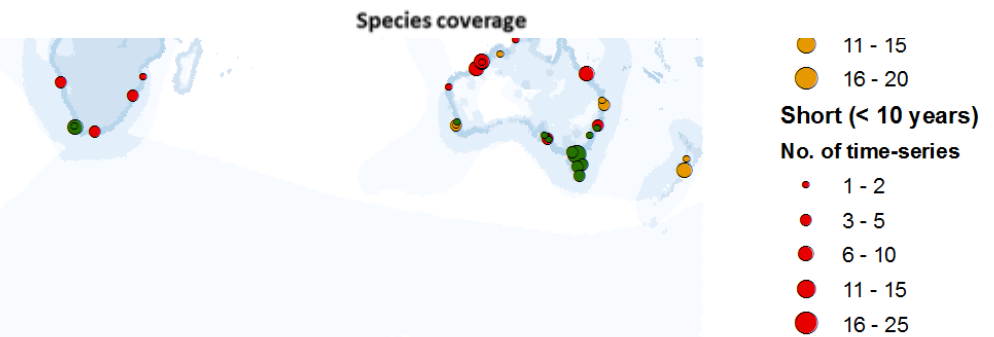 Species coverage
11 - 15
16 - 20
Short (< 10 years)
No. of time-series
1 - 2
3 - 5
6 - 10
11 - 15
16 - 25